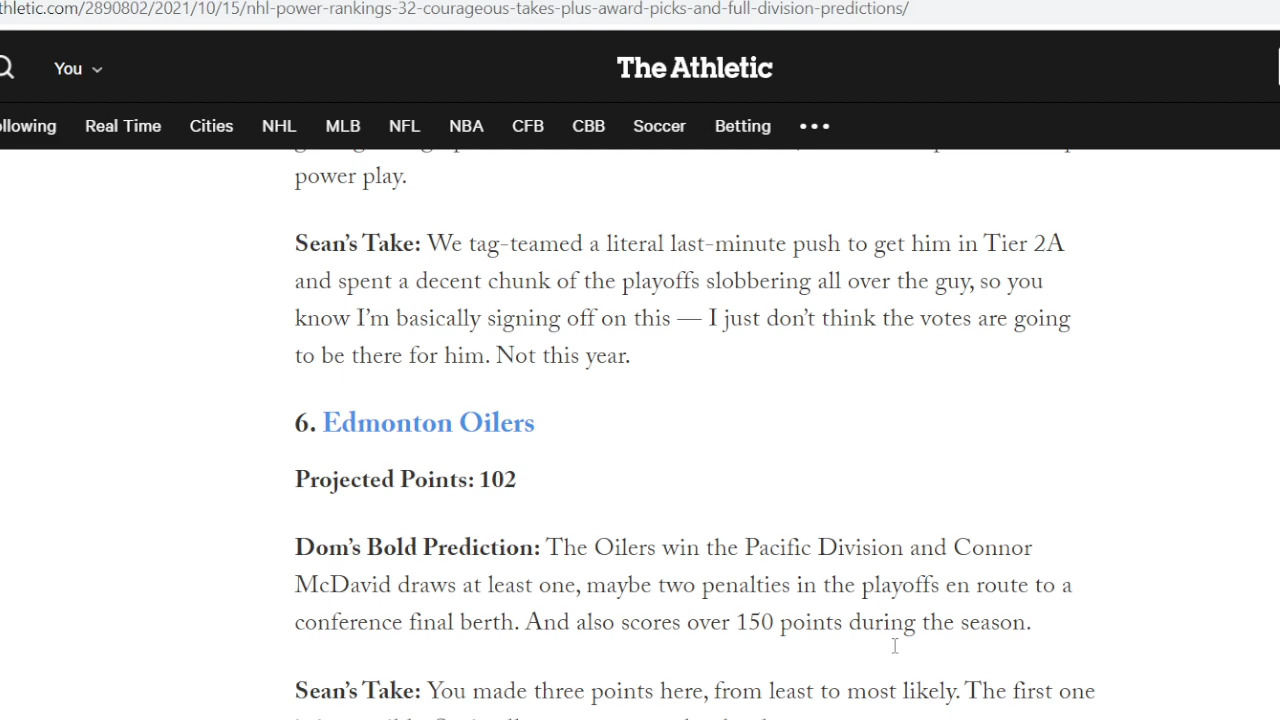 thletic.com/2890802/2021/10/15/nhl-power-rankings-32-courageous-takes-plus-award-picks-and-full-division-predictions/
You
The Athletic
ollowing Real Time Cities NHL MLB NFL NBA CFB CBB Soccer Betting
power play.
Sean's Take: We tag-teamed a literal last-minute push to get him in Tier 2A
and spent a decent chunk of the playoffs slobbering all over the guy, so you
know I'm basically signing off on this — I just don't think the votes are going
to be there for him. Not this year.
6. Edmonton Oilers
Projected Points: 102
Dom's Bold Prediction: The Oilers win the Pacific Division and Connor
McDavid draws at least one, maybe two penalties in the playoffs en route to a
conference final berth. And also scores over 150 points during the season.
Sean's Take: You made three points here, from least to most likely. The first one